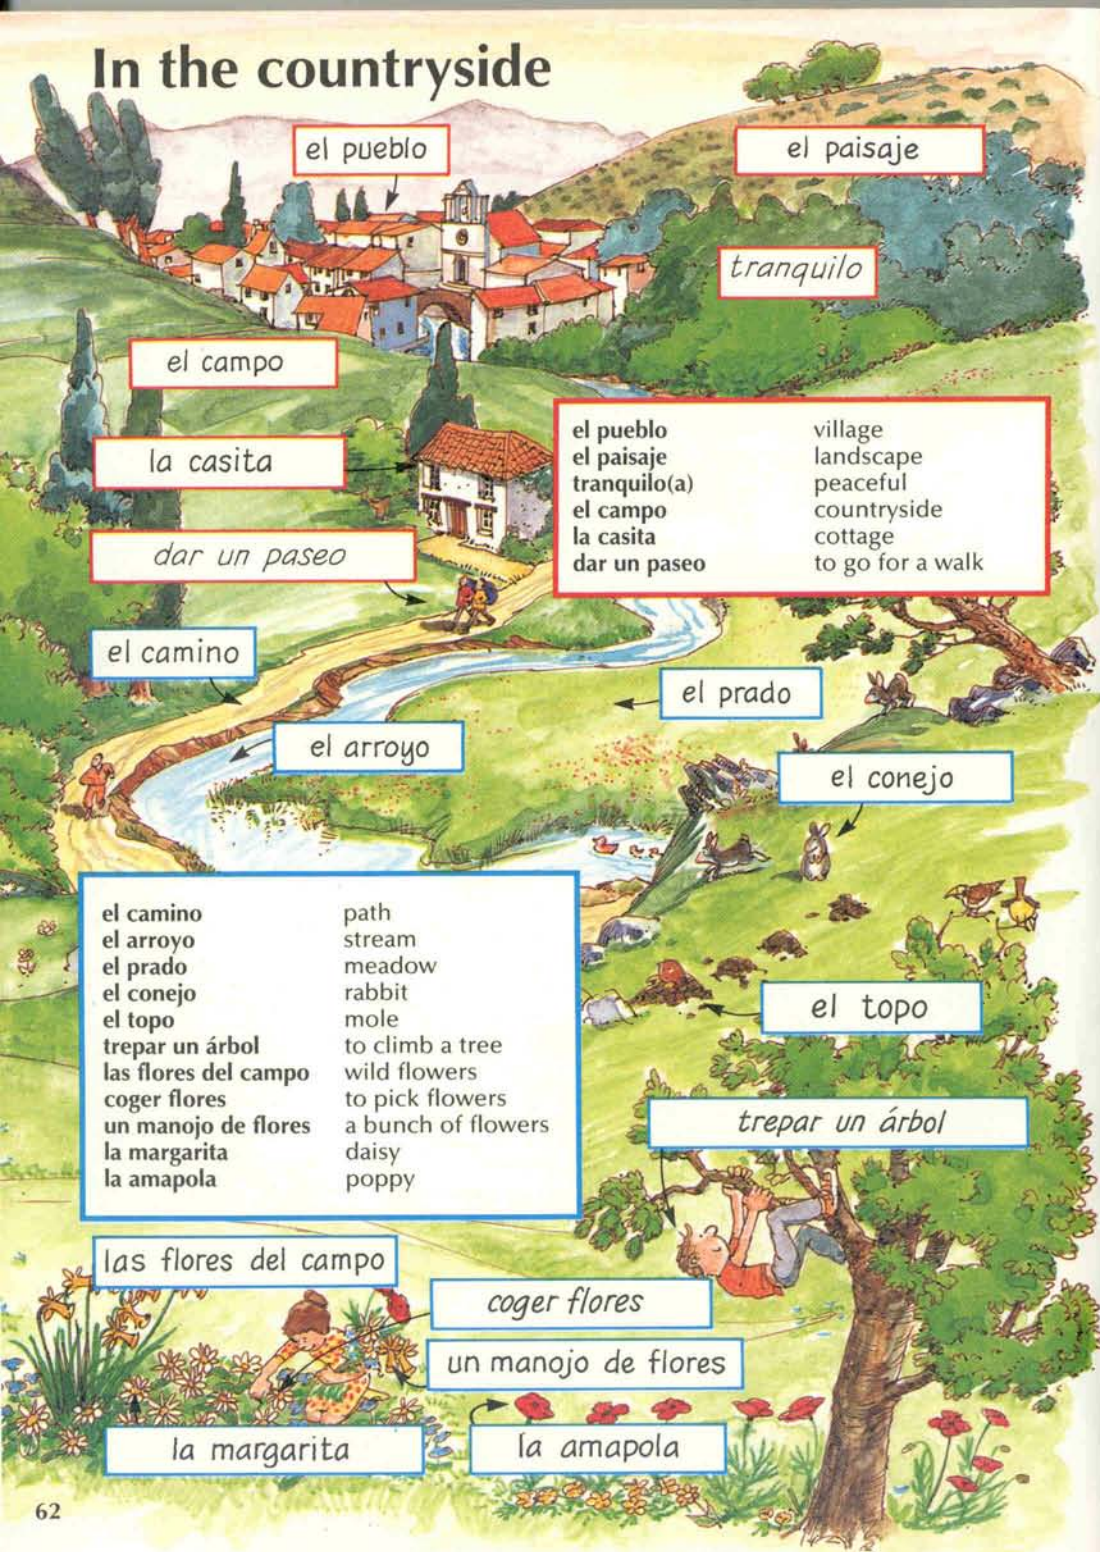 In the countryside
el pueblo
el paisaje
tranquilo
el campo
la casita
dar un paseo
el pueblo village
el paisaje landscape
tranquilo(a) peaceful
el campo countryside
la casita cottage
dar un paseo to go for a walk
el camino
el prado
el arroyo
el conejo
el camino path
el arroyo stream
el prado meadow
el conejo rabbit
el topo mole
trepar un árbol to climb a tree
las flores del campo wild flowers
coger flores to pick flowers
un manojo de flores a bunch of flowers
la margarita daisy
la amapola poppy
el topo
trepar un árbol
las flores del campo
coger flores
un manojo de flores
la margarita
la amapola
62